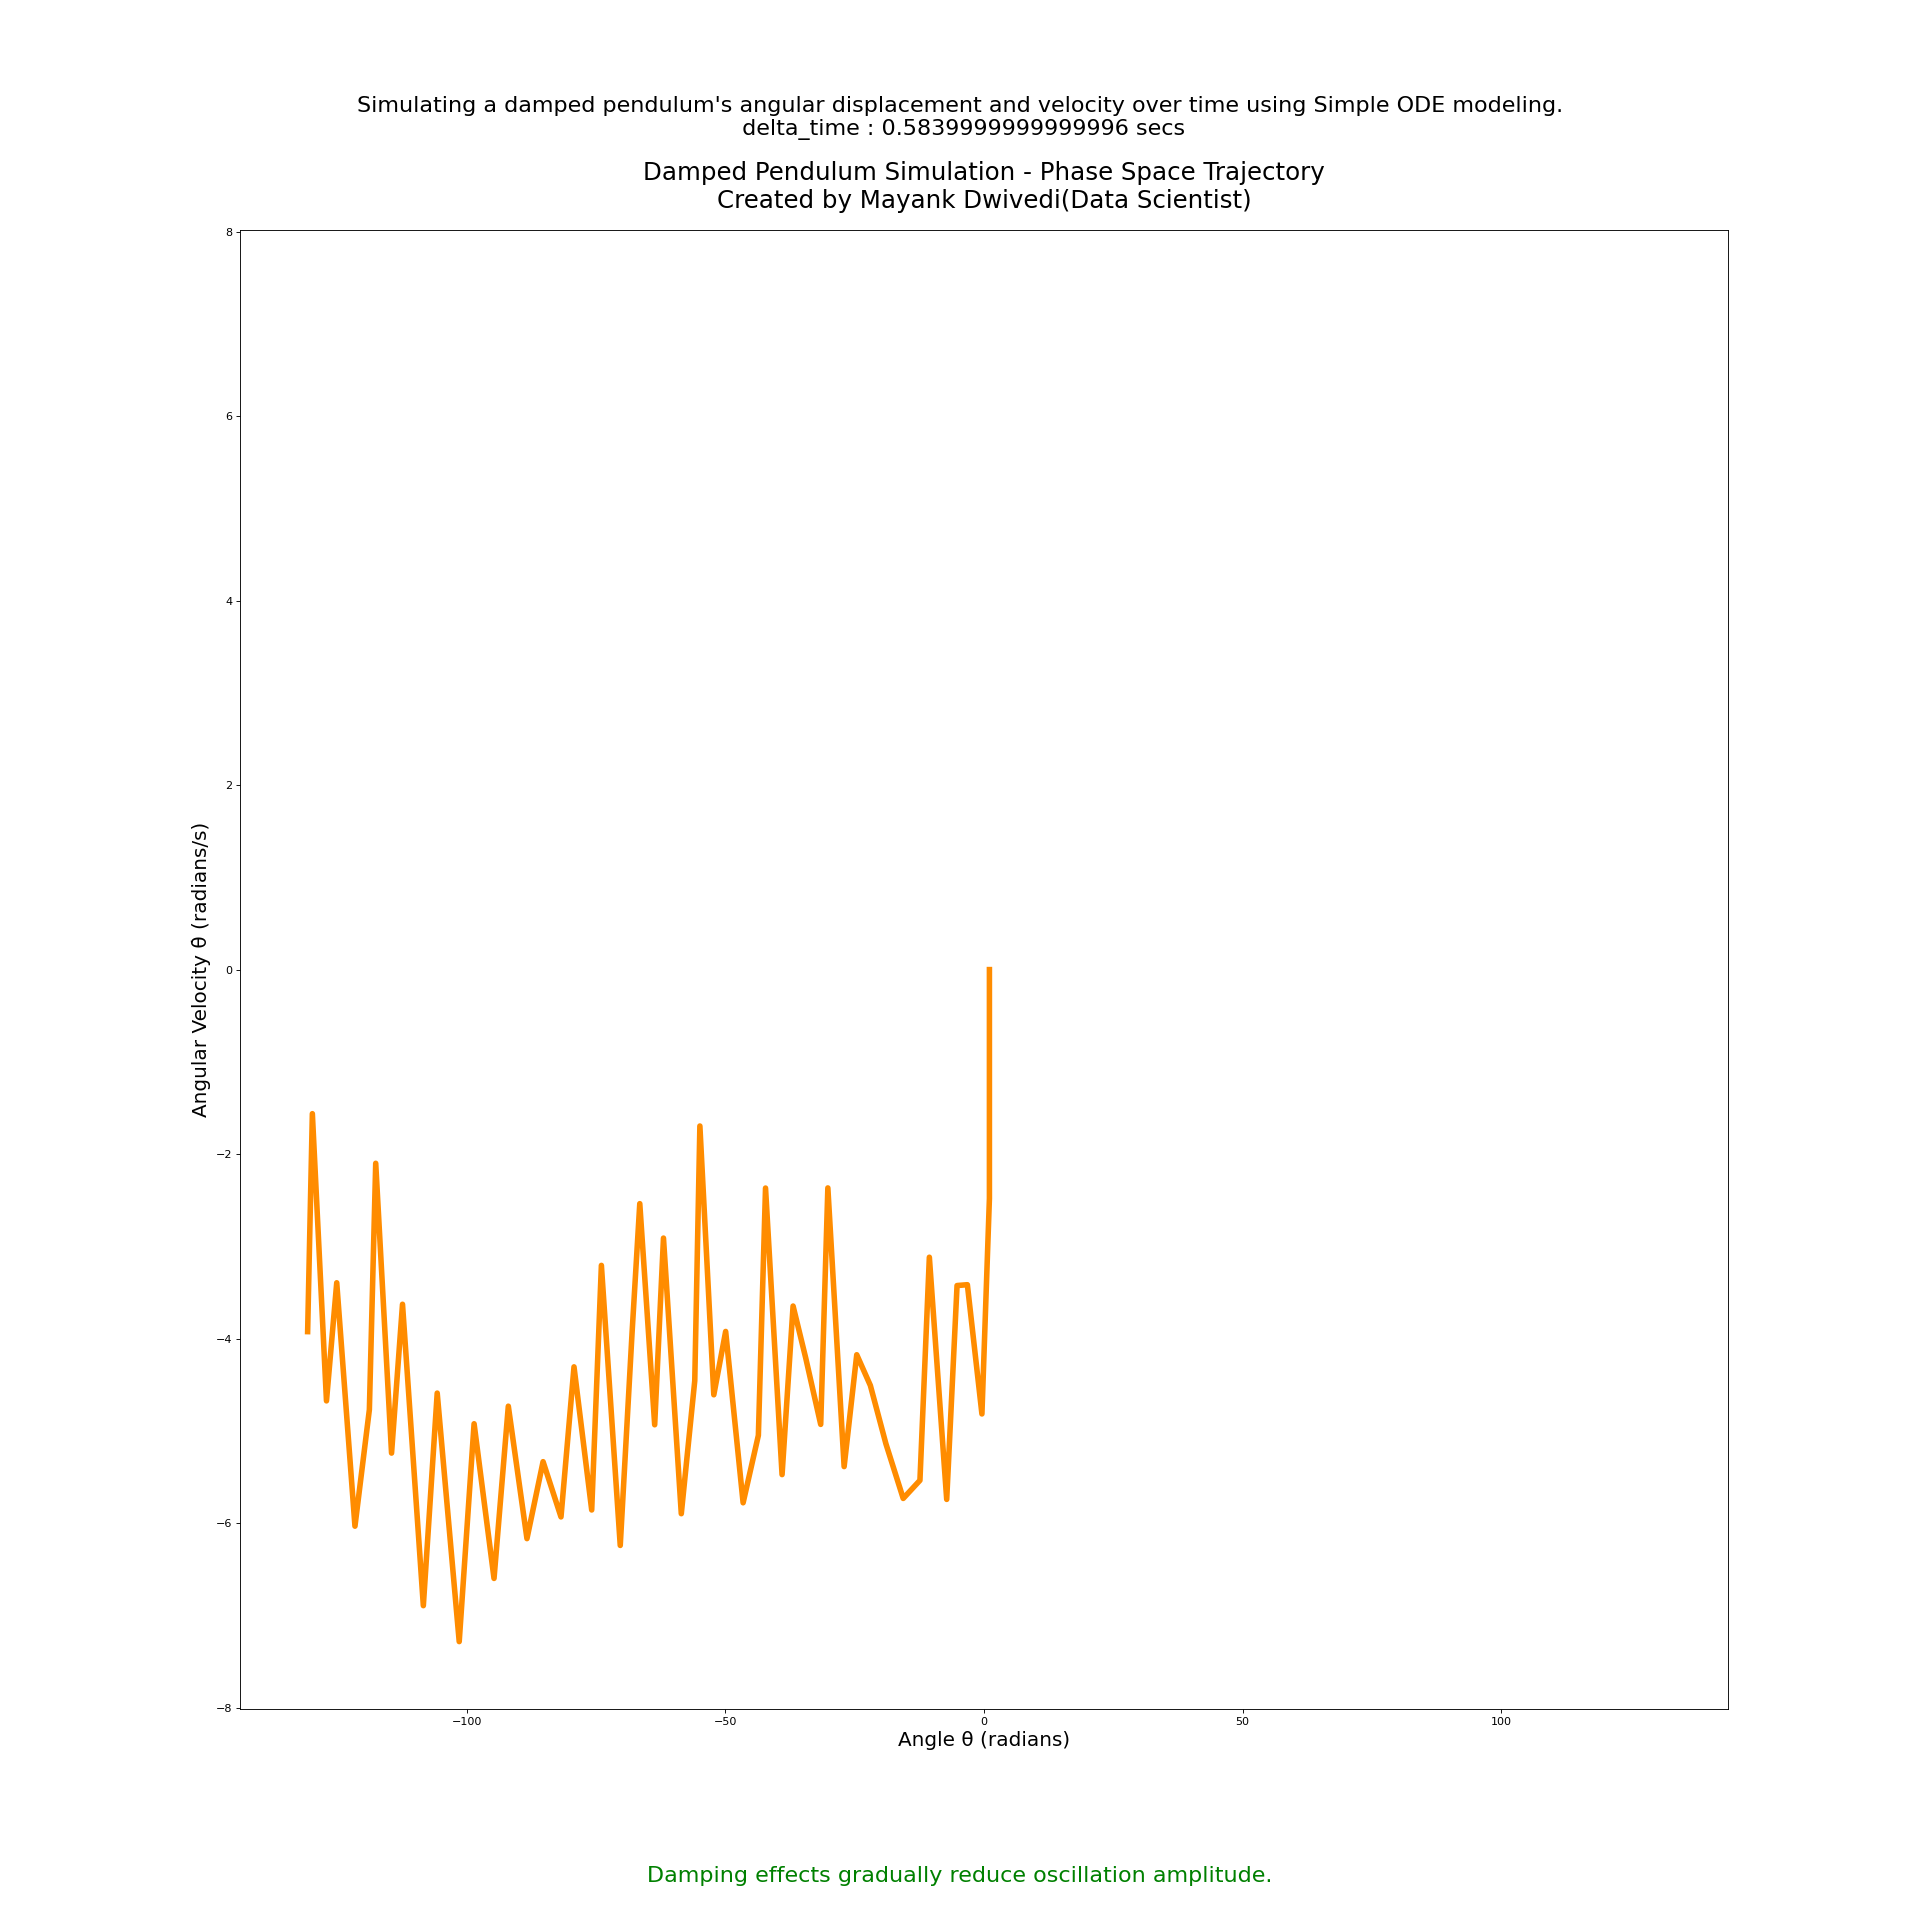 Simulating a damped pendulum's angular displacement and velocity over time using Simple ODE modeling.
delta_time : 0.5839999999999996 secs
Damped Pendulum Simulation - Phase Space Trajectory
Created by Mayank Dwivedi(Data Scientist)
8
6
4
2
0
−2
−4
−6
−8
Angular Velocity θ (radians/s)
−100
−50
0
50
100
Angle θ (radians)
Damping effects gradually reduce oscillation amplitude.